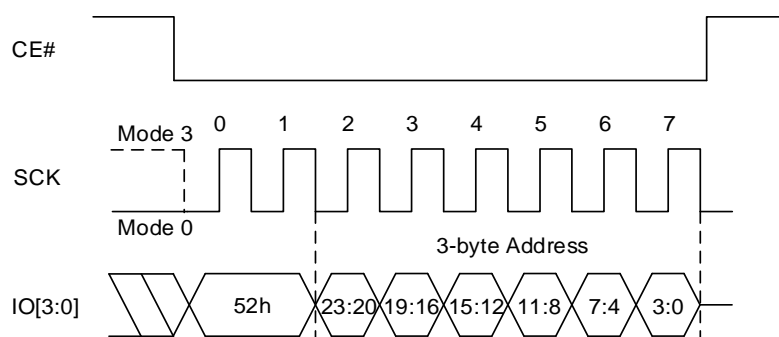 CE#
Mode 3
0 1 2 3 4 5 6 7
SCK
Mode 0
3-byte Address
IO[3:0]
52h
23:20 19:16 15:12 11:8 7:4 3:0